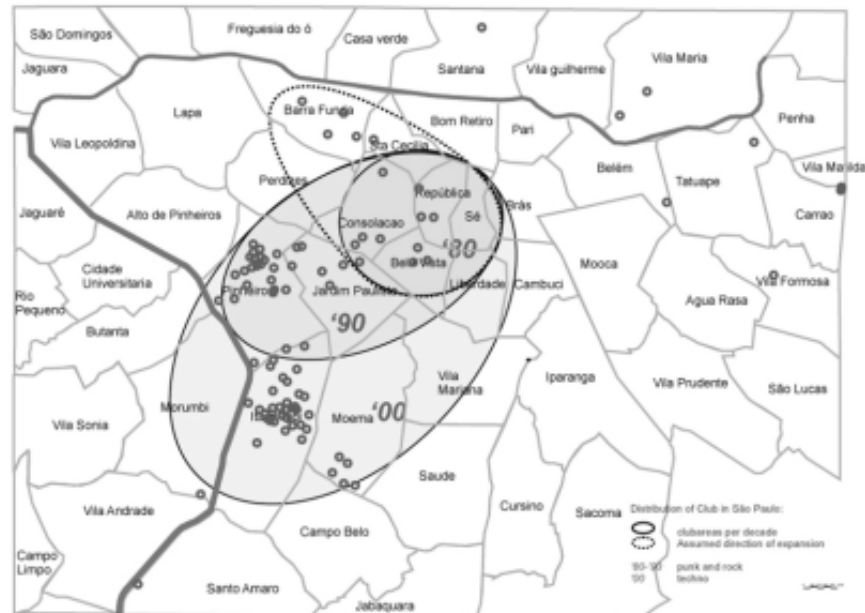 São Domingos
Freguesia do ó
Casa verde
Santana
Vila guilherme
Vila Maria
Jaguara
Lapa
Barra Funda
Bom Retiro
Pari
Penha
Vila Leopoldina
Sta Cecilia
Belém
Vila Matilda
Perdizes
República
Brás
Tatuape
Jaguaré
Alto de Pinheiros
Consolacao
Sé
Carrao
'80
Mooca
Cidade
Universitaria
Bela Vista
Vila Formosa
Rio
Pequeno
Pinheiros
Jardim Paulista
Liberdade
Cambuci
Agua Rasa
Butanta
'90
Vila
Mariana
Iparanga
Vila Prudente
São Lucas
Morumbi
Moema
'00
Vila Sonia
Saude
Cursino
Sacoma
Vila Andrade
Campo Belo
Campo
Limpo
Santo Amaro
Jabaquara
Distribution of Club in São Paulo:
clubareas per decade
Assumed direction of expansion
punk and rock
'90 techno